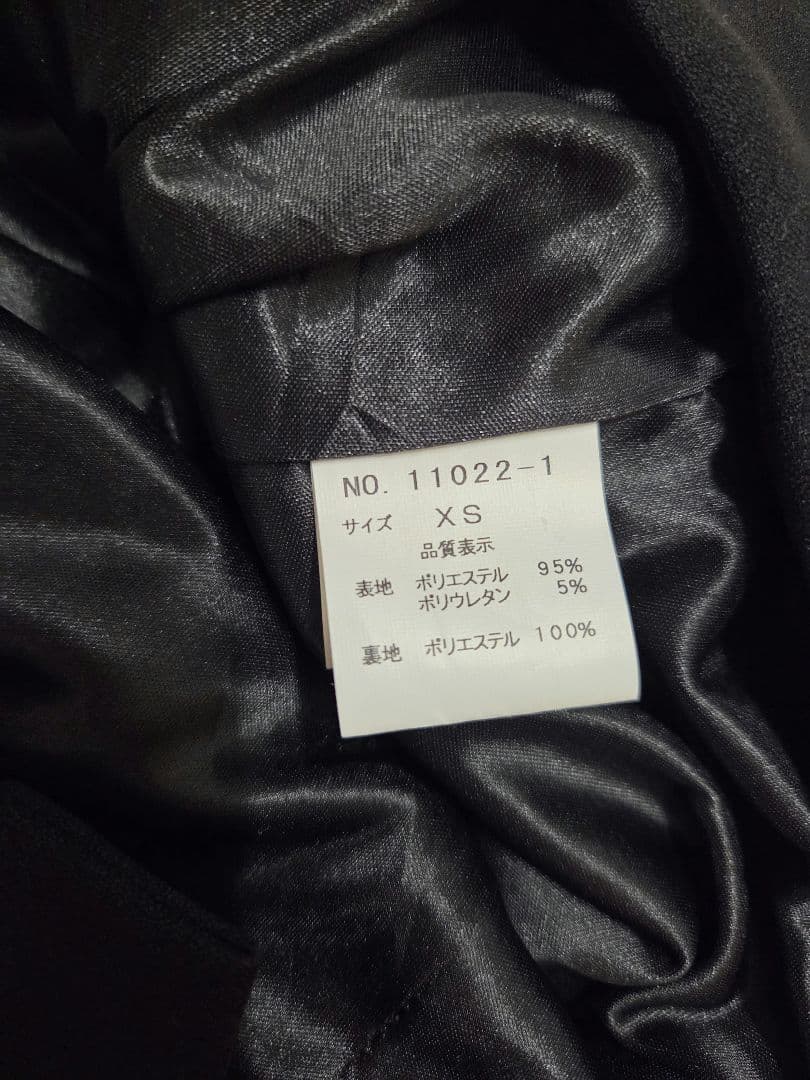 NO. 11022-1
サイズ XS
品質表示
表地 ポリエステル 95%
ポリウレタン 5%
裏地 ポリエステル 100%